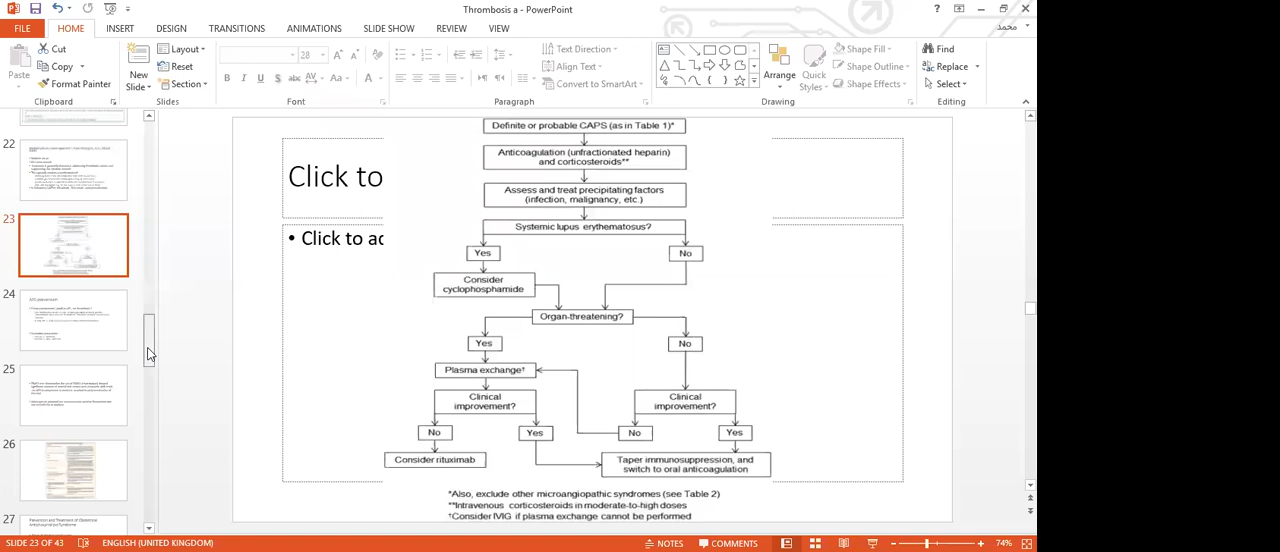 Thrombosis a - PowerPoint
FILE
HOME
INSERT
DESIGN
TRANSITIONS
ANIMATIONS
SLIDE SHOW
REVIEW
VIEW
محمد
Paste
Cut
Copy
Format Painter
Clipboard
New Slide
Layout
Reset
Section
Slides
28
Font
Paragraph
Text Direction
Align Text
Convert to SmartArt
Arrange
Quick Styles
Shape Fill
Shape Outline
Shape Effects
Drawing
Find
Replace
Select
Editing
22
23
24
25
26
27
Click to
• Click to ad
Definite or probable CAPS (as in Table 1)*
Anticoagulation (unfractionated heparin)
and corticosteroids**
Assess and treat precipitating factors
(infection, malignancy, etc.)
Systemic lupus erythematosus?
Yes
No
Consider
cyclophosphamide
Organ-threatening?
Yes
No
Plasma exchange†
Clinical
improvement?
Clinical
improvement?
No
Yes
No
Yes
Consider rituximab
Taper immunosuppression, and
switch to oral anticoagulation
*Also, exclude other microangiopathic syndromes (see Table 2)
**Intravenous corticosteroids in moderate-to-high doses
†Consider IVIG if plasma exchange cannot be performed
SLIDE 23 OF 43
ENGLISH (UNITED KINGDOM)
NOTES
COMMENTS
74%